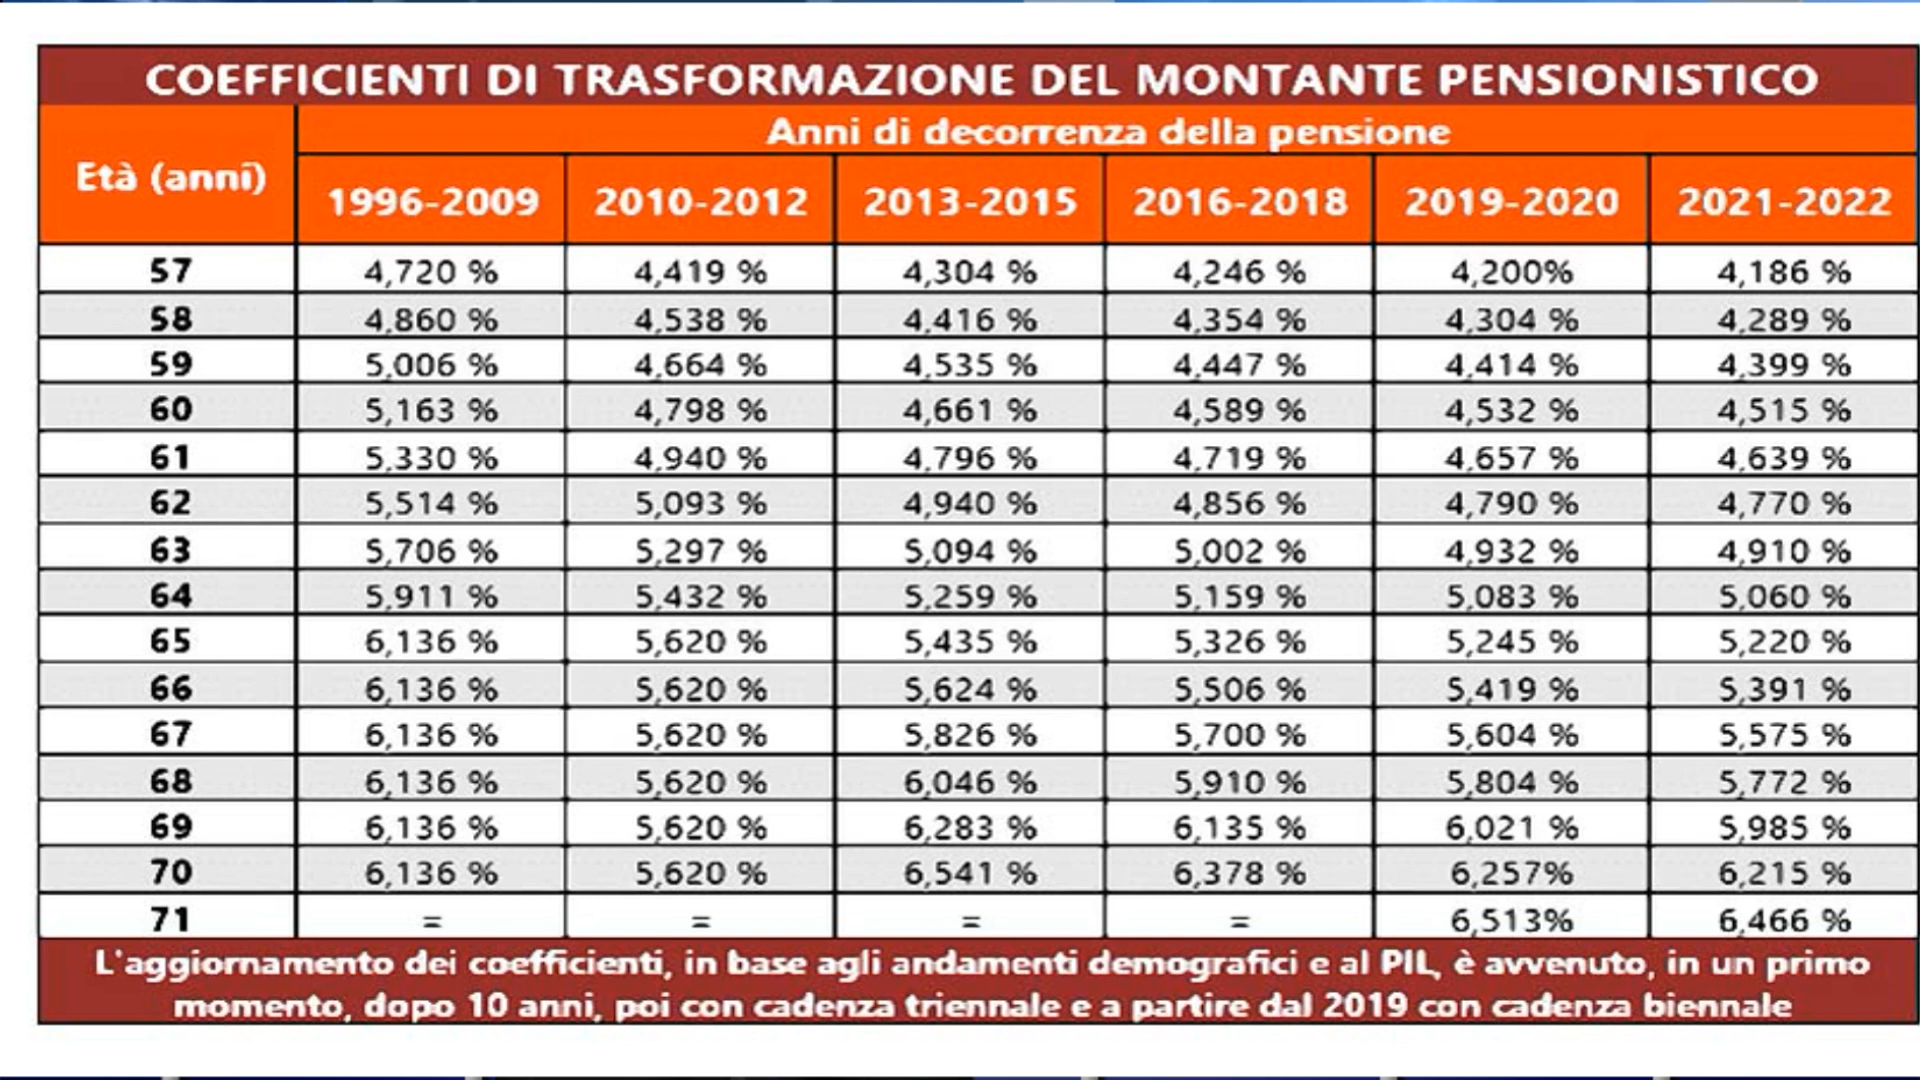 COEFFICIENTI DI TRASFORMAZIONE DEL MONTANTE PENSIONISTICO
Età (anni)
Anni di decorrenza della pensione
1996-2009 2010-2012 2013-2015 2016-2018 2019-2020 2021-2022
57 4,720 % 4,419 % 4,304 % 4,246 % 4,200% 4,186 %
58 4,860 % 4,538 % 4,416 % 4,354 % 4,304 % 4,289 %
59 5,006 % 4,664 % 4,535 % 4,447 % 4,414 % 4,399 %
60 5,163 % 4,798 % 4,661 % 4,589 % 4,532 % 4,515 %
61 5,330 % 4,940 % 4,796 % 4,719 % 4,657 % 4,639 %
62 5,514 % 5,093 % 4,940 % 4,856 % 4,790 % 4,770 %
63 5,706 % 5,297 % 5,094 % 5,002 % 4,932 % 4,910 %
64 5,911 % 5,432 % 5,259 % 5,159 % 5,083 % 5,060 %
65 6,136 % 5,620 % 5,435 % 5,326 % 5,245 % 5,220 %
66 6,136 % 5,620 % 5,624 % 5,506 % 5,419 % 5,391 %
67 6,136 % 5,620 % 5,826 % 5,700 % 5,604 % 5,575 %
68 6,136 % 5,620 % 6,046 % 5,910 % 5,804 % 5,772 %
69 6,136 % 5,620 % 6,283 % 6,135 % 6,021 % 5,985 %
70 6,136 % 5,620 % 6,541 % 6,378 % 6,257% 6,215 %
71 = = = = 6,513% 6,466 %
L'aggiornamento dei coefficienti, in base agli andamenti demografici e al PIL, è avvenuto, in un primo
momento, dopo 10 anni, poi con cadenza triennale e a partire dal 2019 con cadenza biennale